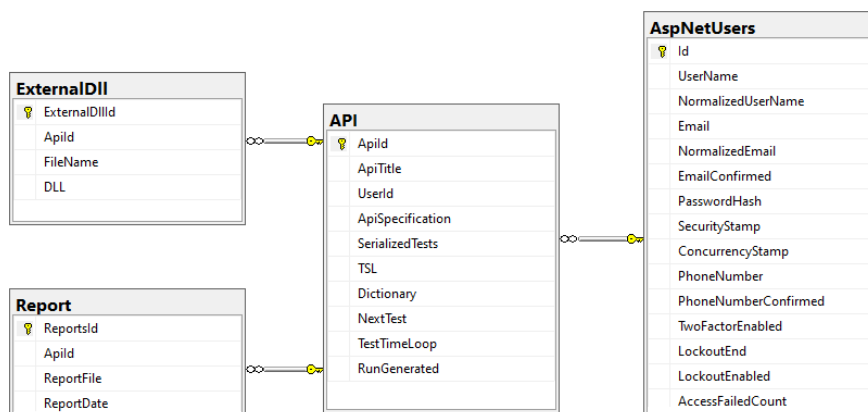 ExternalDll
ExternalDllId
ApiId
FileName
DLL
Report
ReportsId
ApiId
ReportFile
ReportDate
API
ApiId
ApiTitle
UserId
ApiSpecification
SerializedTests
TSL
Dictionary
NextTest
TestTimeLoop
RunGenerated
AspNetUsers
Id
UserName
NormalizedUserName
Email
NormalizedEmail
EmailConfirmed
PasswordHash
SecurityStamp
ConcurrencyStamp
PhoneNumber
PhoneNumberConfirmed
TwoFactorEnabled
LockoutEnd
LockoutEnabled
AccessFailedCount